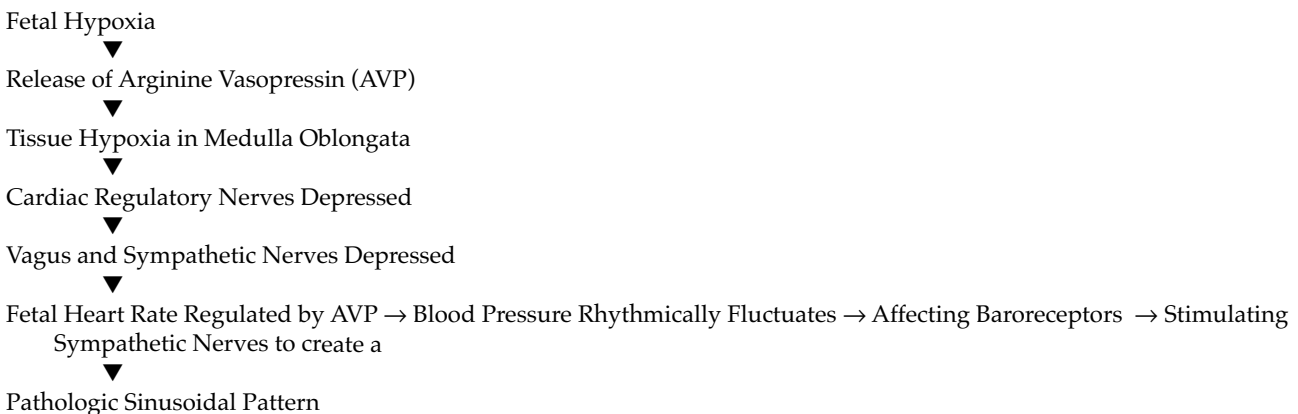 Fetal Hypoxia
▼
Release of Arginine Vasopressin (AVP)
▼
Tissue Hypoxia in Medulla Oblongata
▼
Cardiac Regulatory Nerves Depressed
▼
Vagus and Sympathetic Nerves Depressed
▼
Fetal Heart Rate Regulated by AVP → Blood Pressure Rhythmically Fluctuates → Affecting Baroreceptors → Stimulating
Sympathetic Nerves to create a
▼
Pathologic Sinusoidal Pattern